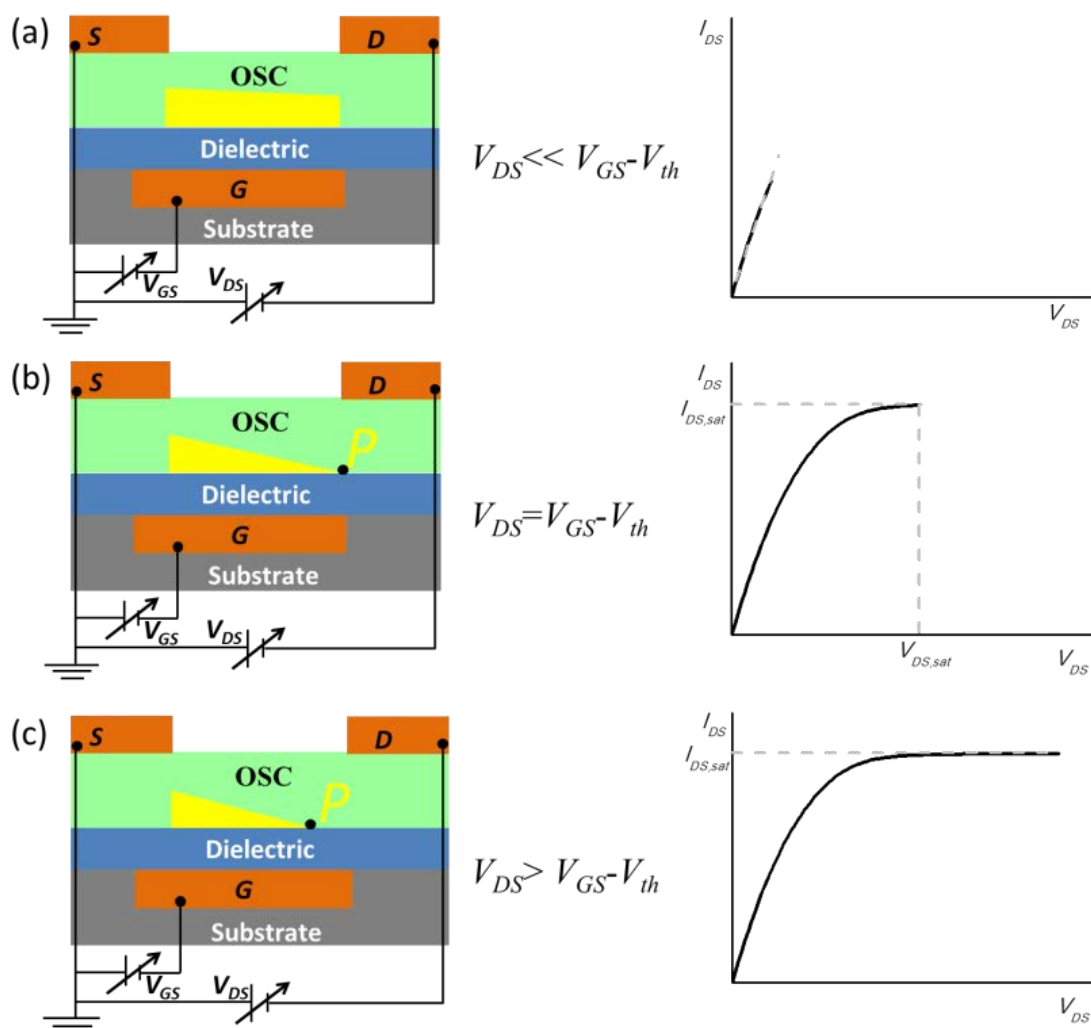 (a)
S
D
OSC
Dielectric
G
Substrate
V_GS
V_DS
V_DS<< V_GS-V_th
I_DS
V_DS
(b)
S
D
OSC
P
Dielectric
G
Substrate
V_GS
V_DS
V_DS=V_GS-V_th
I_DS
I_DS,sat
V_DS,sat
V_DS
(c)
S
D
OSC
P
Dielectric
G
Substrate
V_GS
V_DS
V_DS> V_GS-V_th
I_DS
I_DS,sat
V_DS